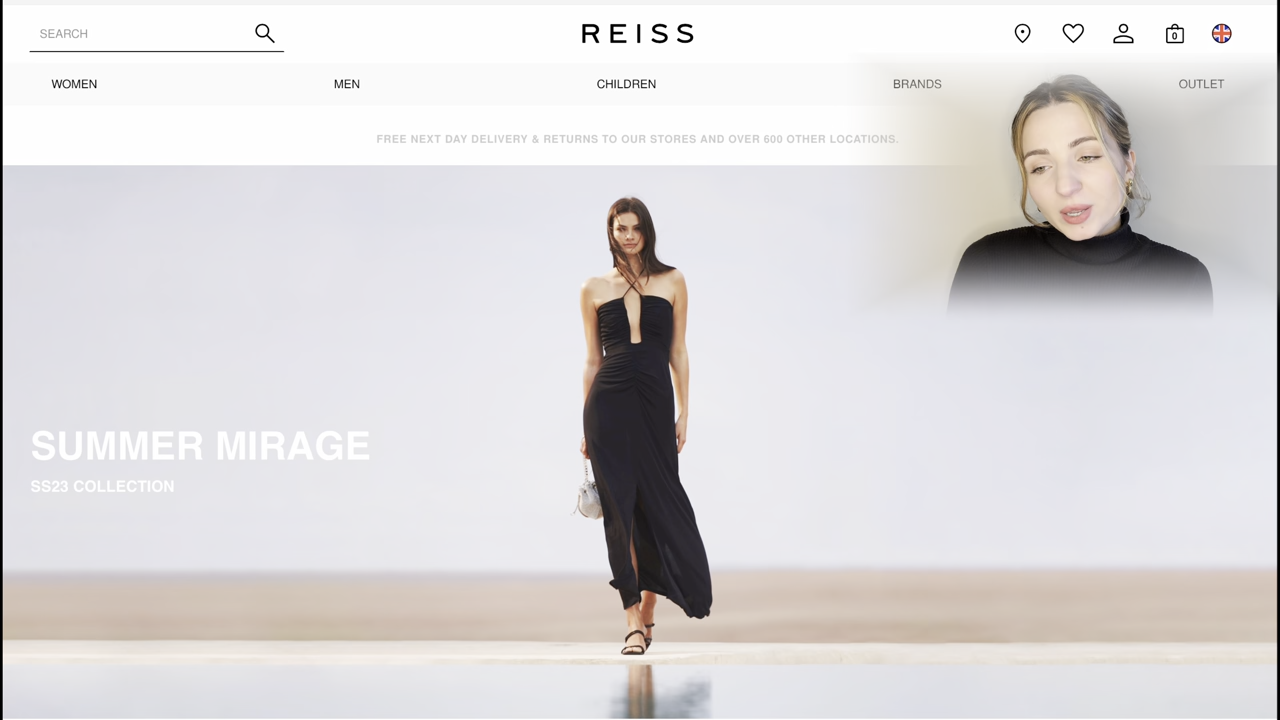 SEARCH
REISS
0
WOMEN
MEN
CHILDREN
BRANDS
OUTLET
FREE NEXT DAY DELIVERY & RETURNS TO OUR STORES AND OVER 600 OTHER LOCATIONS.
SUMMER MIRAGE
SS23 COLLECTION